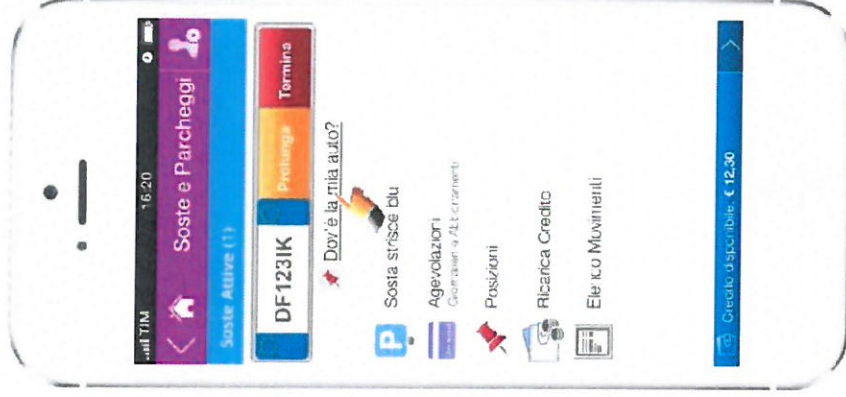 TIM 16:20
Soste e Parcheggi
Soste Attive (1)
DF123IK Prolunga Termina
Dov'è la mia auto?
P Sosta strisce blu
Agevolazioni
Posizioni
Ricarica Credito
Elenco Movimenti
Credito disponibile: € 12,30